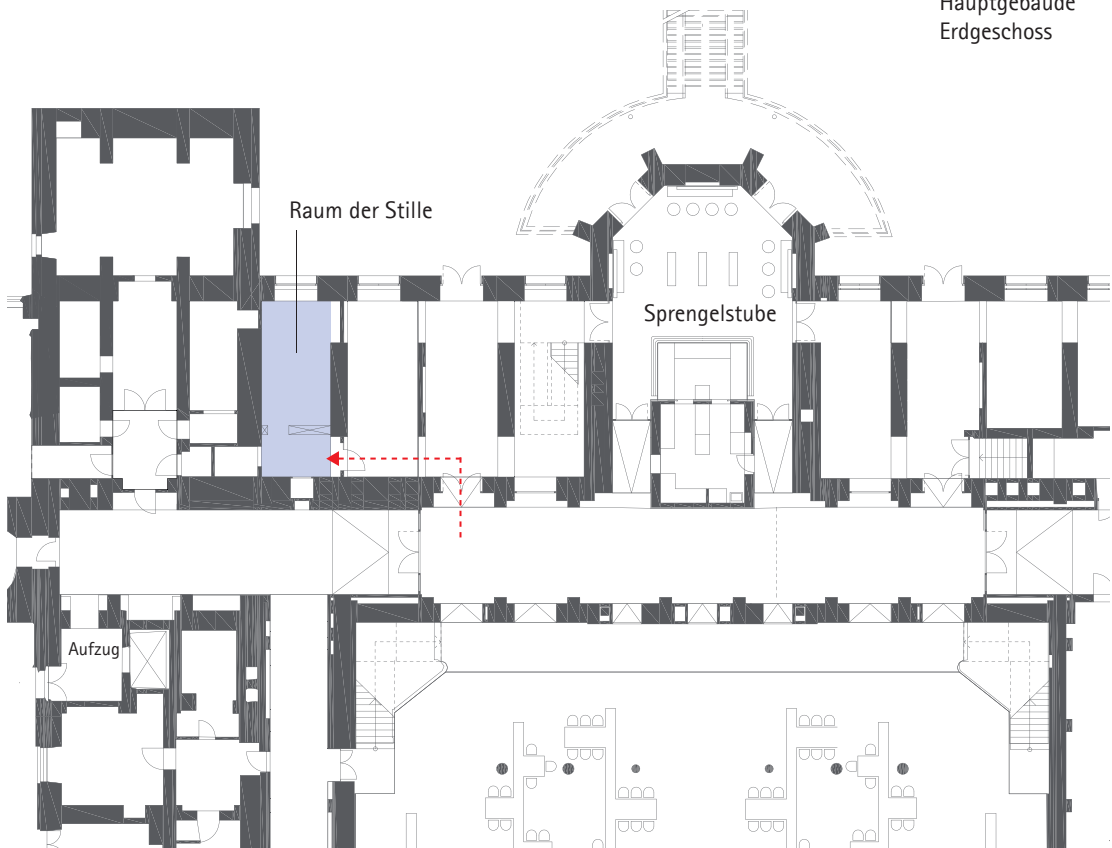 Hauptgebäude
Erdgeschoss
Raum der Stille
Sprengelstube
Aufzug